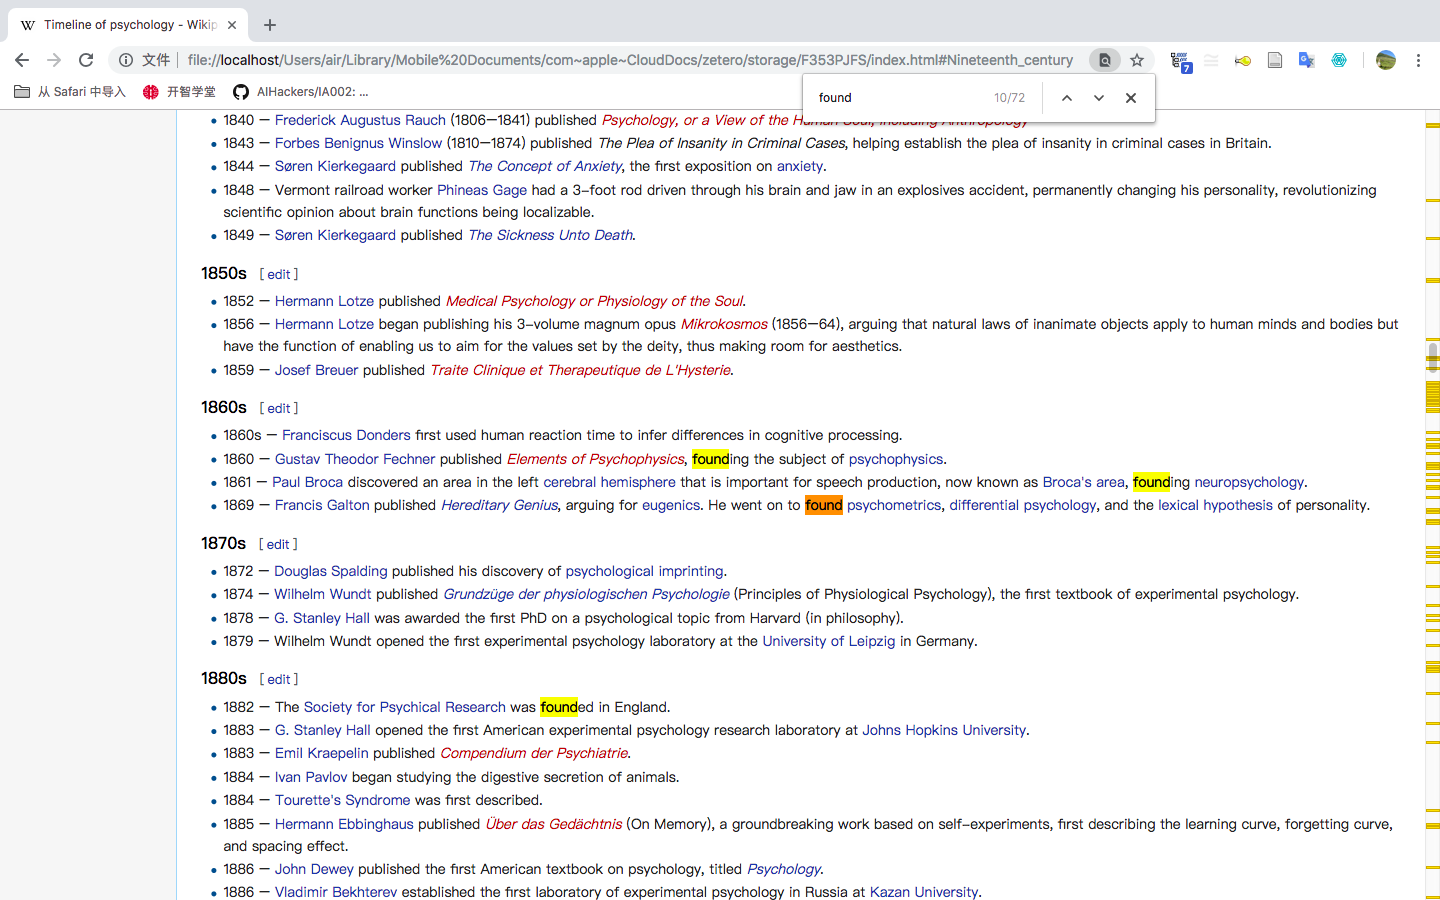 Timeline of psychology - Wikip
文件
file://localhost/Users/air/Library/Mobile%20Documents/com~apple~CloudDocs/zetero/storage/F353PJFS/index.html#Nineteenth_century
7
从 Safari 中导入
开智学堂
AIHackers/IA002: ...
found
10/72
1840 — Frederick Augustus Rauch (1806—1841) published Psychology, or a View of the Human Soul, including Anthropology
1843 — Forbes Benignus Winslow (1810—1874) published The Plea of Insanity in Criminal Cases, helping establish the plea of insanity in criminal cases in Britain.
1844 — Søren Kierkegaard published The Concept of Anxiety, the first exposition on anxiety.
1848 — Vermont railroad worker Phineas Gage had a 3-foot rod driven through his brain and jaw in an explosives accident, permanently changing his personality, revolutionizing
scientific opinion about brain functions being localizable.
1849 — Søren Kierkegaard published The Sickness Unto Death.
1850s [ edit ]
1852 — Hermann Lotze published Medical Psychology or Physiology of the Soul.
1856 — Hermann Lotze began publishing his 3-volume magnum opus Mikrokosmos (1856—64), arguing that natural laws of inanimate objects apply to human minds and bodies but
have the function of enabling us to aim for the values set by the deity, thus making room for aesthetics.
1859 — Josef Breuer published Traite Clinique et Therapeutique de L'Hysterie.
1860s [ edit ]
1860s — Franciscus Donders first used human reaction time to infer differences in cognitive processing.
1860 — Gustav Theodor Fechner published Elements of Psychophysics, founding the subject of psychophysics.
1861 — Paul Broca discovered an area in the left cerebral hemisphere that is important for speech production, now known as Broca's area, founding neuropsychology.
1869 — Francis Galton published Hereditary Genius, arguing for eugenics. He went on to found psychometrics, differential psychology, and the lexical hypothesis of personality.
1870s [ edit ]
1872 — Douglas Spalding published his discovery of psychological imprinting.
1874 — Wilhelm Wundt published Grundzüge der physiologischen Psychologie (Principles of Physiological Psychology), the first textbook of experimental psychology.
1878 — G. Stanley Hall was awarded the first PhD on a psychological topic from Harvard (in philosophy).
1879 — Wilhelm Wundt opened the first experimental psychology laboratory at the University of Leipzig in Germany.
1880s [ edit ]
1882 — The Society for Psychical Research was founded in England.
1883 — G. Stanley Hall opened the first American experimental psychology research laboratory at Johns Hopkins University.
1883 — Emil Kraepelin published Compendium der Psychiatrie.
1884 — Ivan Pavlov began studying the digestive secretion of animals.
1884 — Tourette's Syndrome was first described.
1885 — Hermann Ebbinghaus published Über das Gedächtnis (On Memory), a groundbreaking work based on self-experiments, first describing the learning curve, forgetting curve,
and spacing effect.
1886 — John Dewey published the first American textbook on psychology, titled Psychology.
1886 — Vladimir Bekhterev established the first laboratory of experimental psychology in Russia at Kazan University.